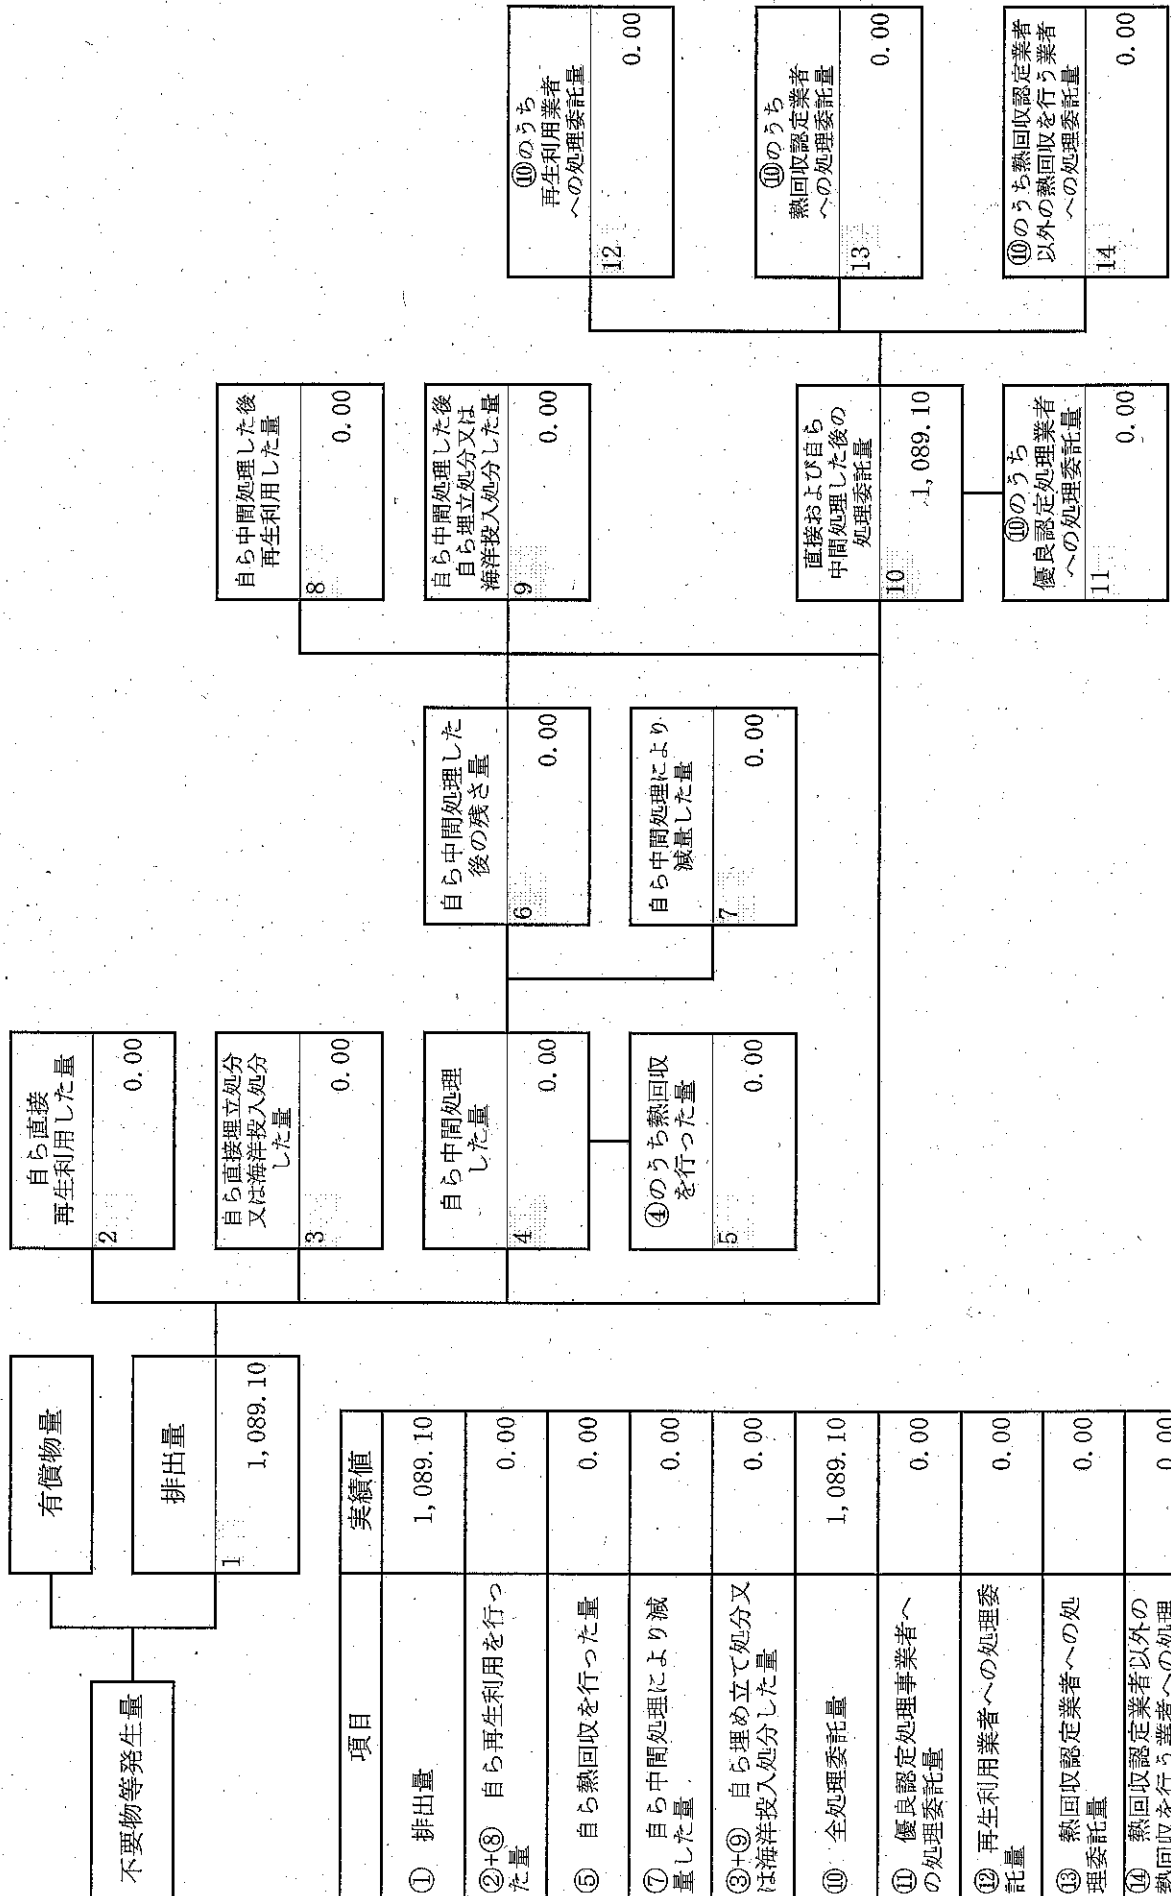 不要物等発生量
有償物量
排出量
1
1,089.10
自ら直接
再生利用した量
2
0.00
自ら直接埋立処分
又は海洋投入処分
した量
3
0.00
自ら中間処理
した量
4
0.00
④のうち熱回収
を行った量
5
0.00
自ら中間処理した
後の残さ量
6
0.00
自ら中間処理により
減量した量
7
0.00
自ら中間処理した後
再生利用した量
8
0.00
自ら中間処理した後
自ら埋立処分又は
海洋投入処分した量
9
0.00
直接および自ら
中間処理した後の
処理委託量
10
1,089.10
⑩のうち
優良認定処理業者
への処理委託量
11
0.00
⑩のうち
再生利用業者
への処理委託量
12
0.00
⑩のうち
熱回収認定業者
への処理委託量
13
0.00
⑩のうち熱回収認定業者
以外の熱回収を行う業者
への処理委託量
14
0.00
項目 実績値
① 排出量 1,089.10
②+⑧ 自ら再生利用を行っ
た量 0.00
⑤ 自ら熱回収を行った量 0.00
⑦ 自ら中間処理により減
量した量 0.00
③+⑨ 自ら埋め立て処分又
は海洋投入処分した量 0.00
⑩ 全処理委託量 1,089.10
⑪ 優良認定処理事業者へ
の処理委託量 0.00
⑫ 再生利用業者への処理委
託量 0.00
⑬ 熱回収認定業者への処
理委託量 0.00
⑭ 熱回収認定業者以外の
熱回収を行う業者への処理 0.00